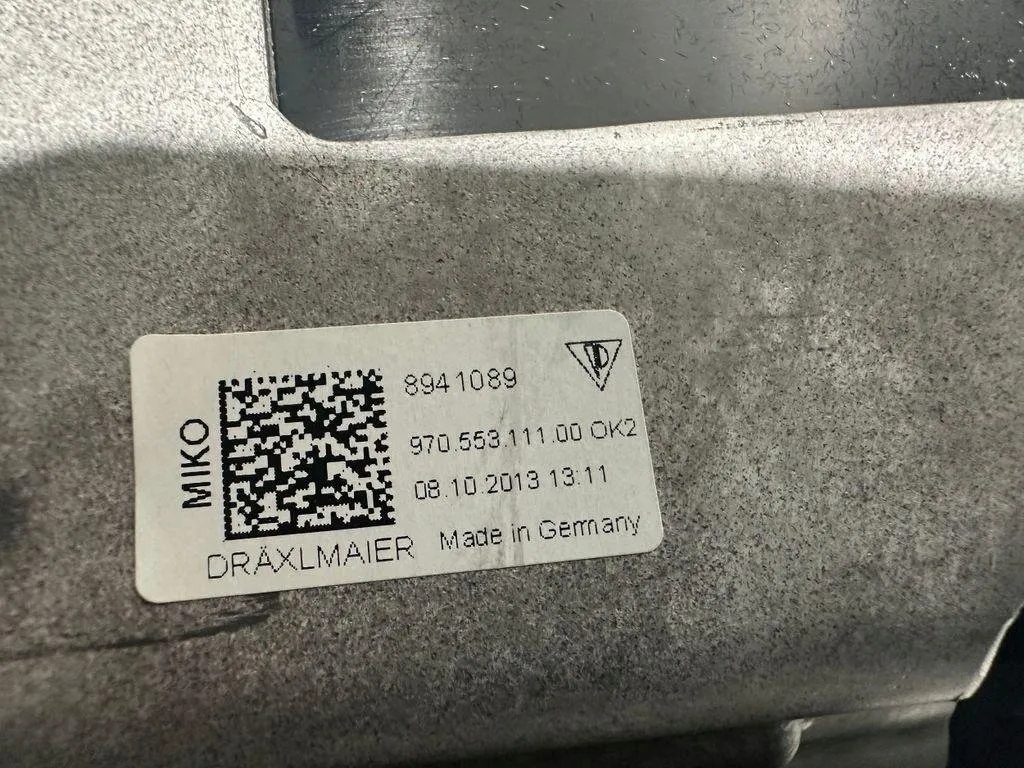 MIKO
8941089
970.553.111.00 OK2
08.10.2013 13:11
DRÄXLMAIER Made in Germany